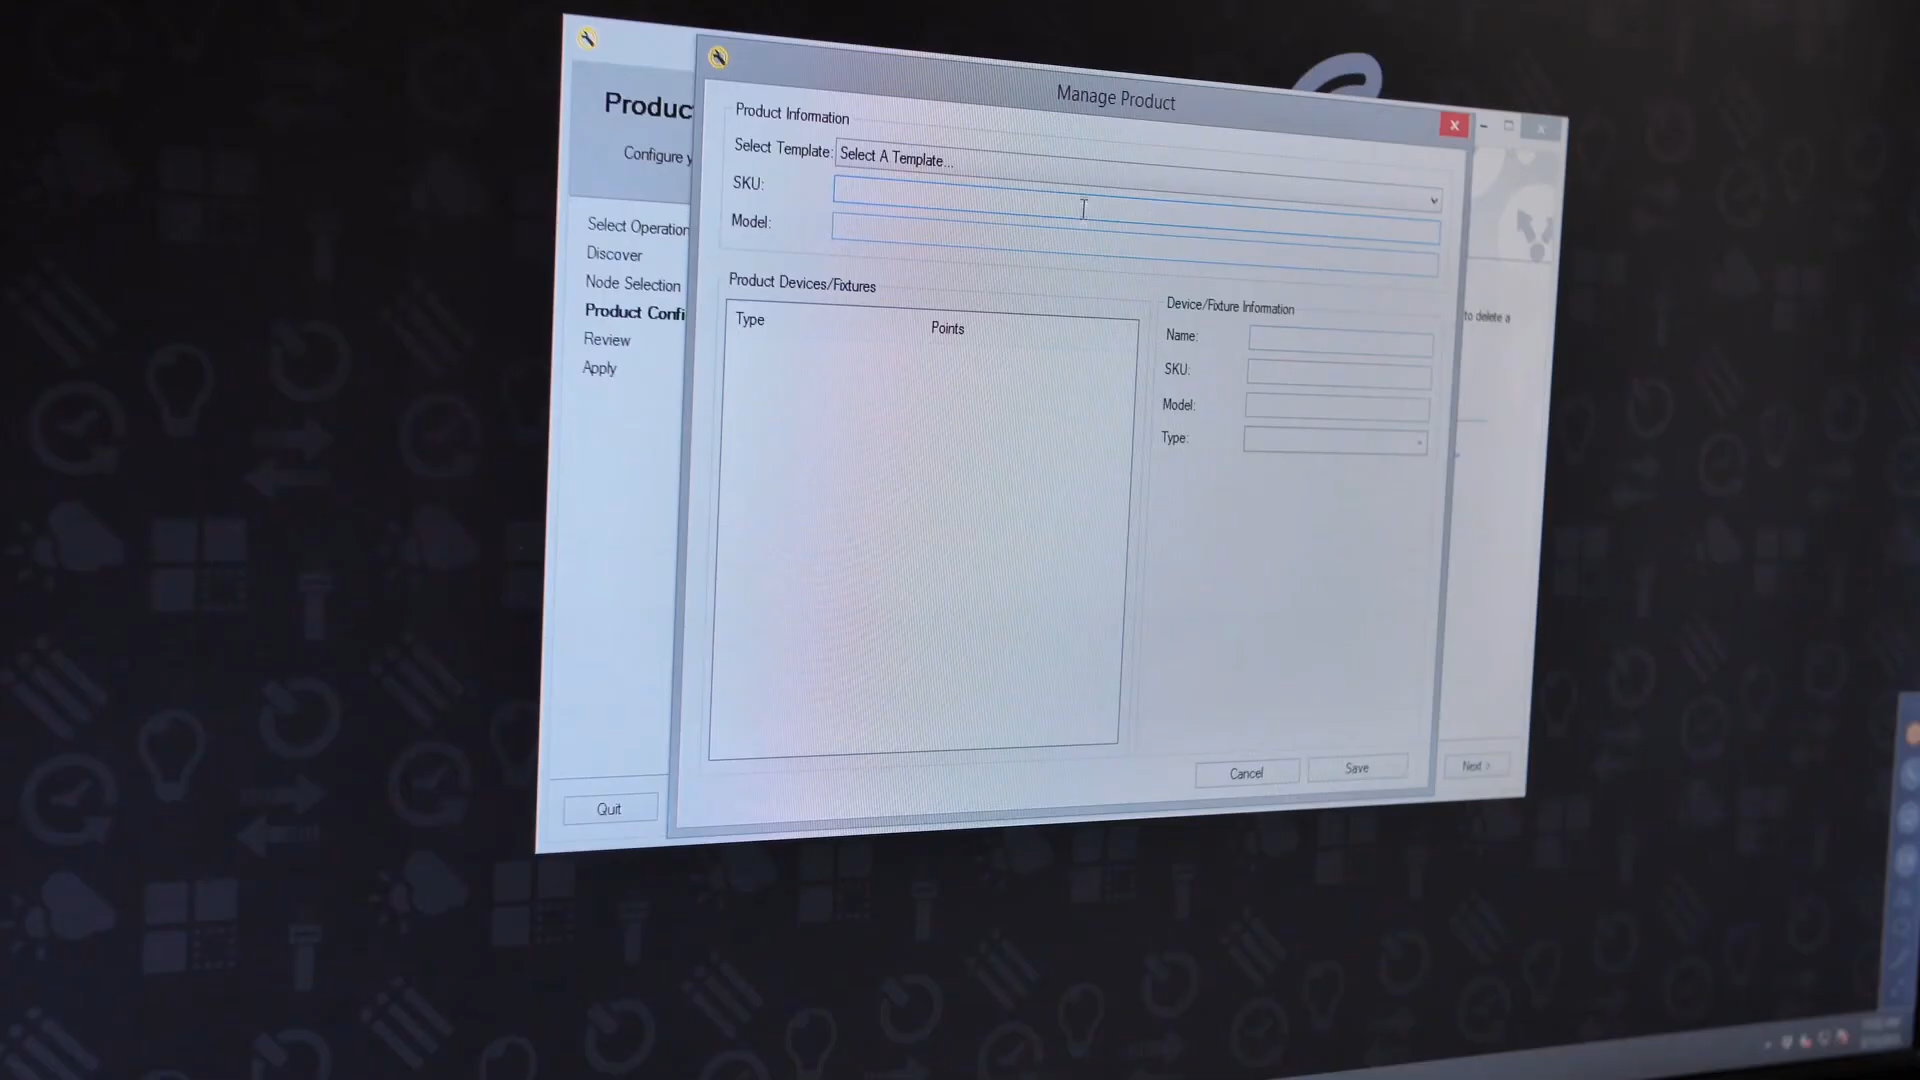 Manage Product
Produc
Configure y
Select Operation
Discover
Node Selection
Product Confi
Review
Apply
Quit
Product Information
Select Template: Select A Template...
SKU:
Model:
Product Devices/Fixtures
Type Points
Device/Fixture Information
Name:
SKU:
Model:
Type:
Cancel
Save
to delete a
Next >